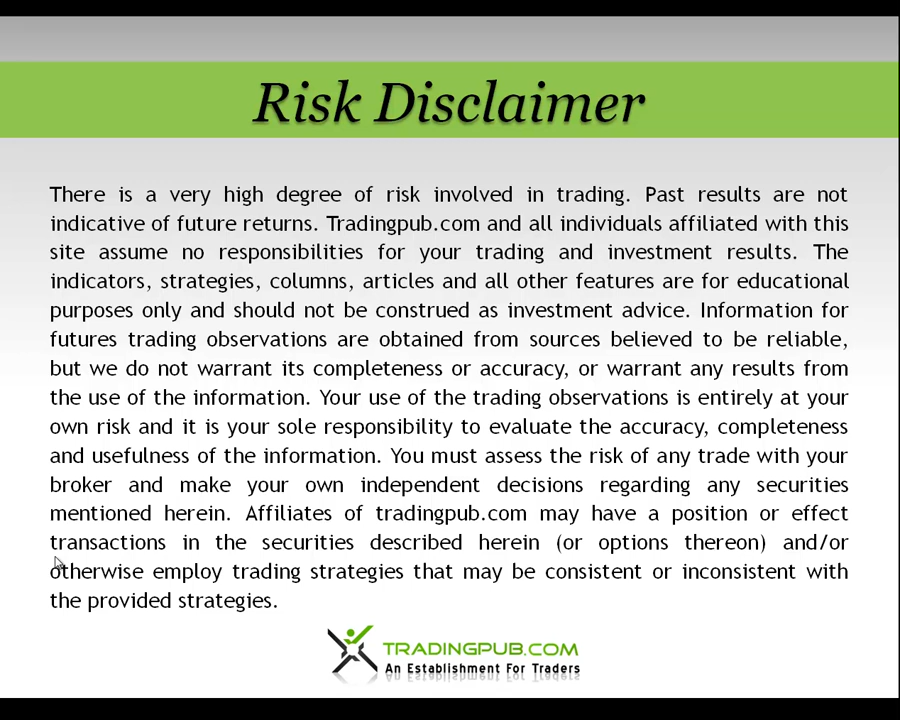 Risk Disclaimer
There is a very high degree of risk involved in trading. Past results are not
indicative of future returns. Tradingpub.com and all individuals affiliated with this
site assume no responsibilities for your trading and investment results. The
indicators, strategies, columns, articles and all other features are for educational
purposes only and should not be construed as investment advice. Information for
futures trading observations are obtained from sources believed to be reliable,
but we do not warrant its completeness or accuracy, or warrant any results from
the use of the information. Your use of the trading observations is entirely at your
own risk and it is your sole responsibility to evaluate the accuracy, completeness
and usefulness of the information. You must assess the risk of any trade with your
broker and make your own independent decisions regarding any securities
mentioned herein. Affiliates of tradingpub.com may have a position or effect
transactions in the securities described herein (or options thereon) and/or
otherwise employ trading strategies that may be consistent or inconsistent with
the provided strategies.
TRADINGPUB.COM
An Establishment For Traders